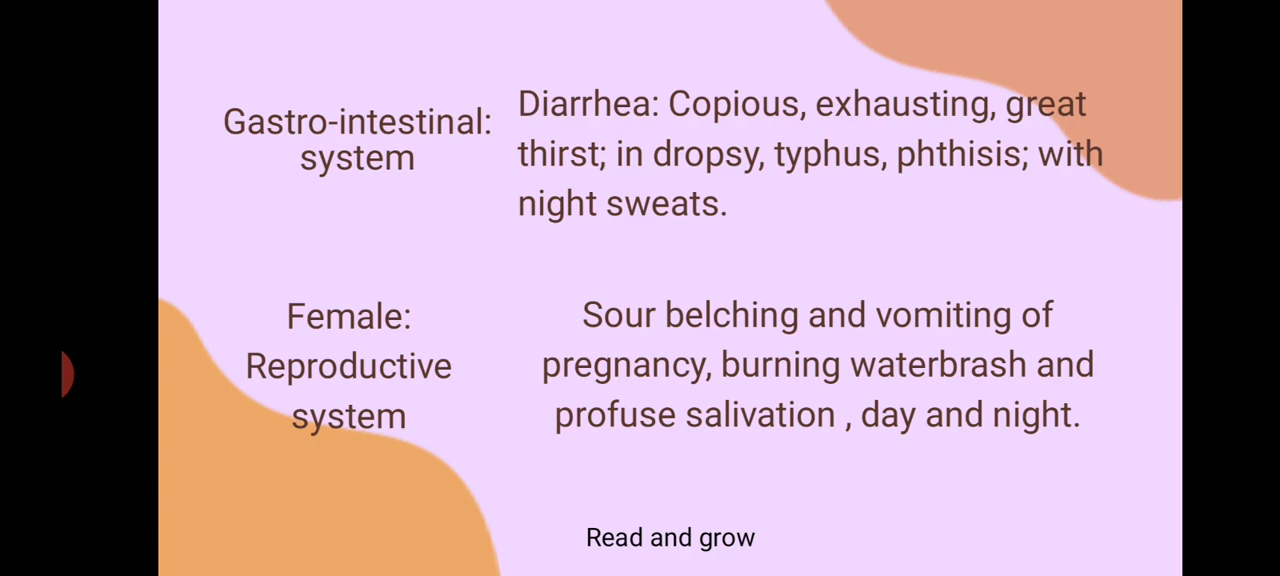 Gastro-intestinal:
system
Diarrhea: Copious, exhausting, great
thirst; in dropsy, typhus, phthisis; with
night sweats.
Female:
Reproductive
system
Sour belching and vomiting of
pregnancy, burning waterbrash and
profuse salivation , day and night.
Read and grow